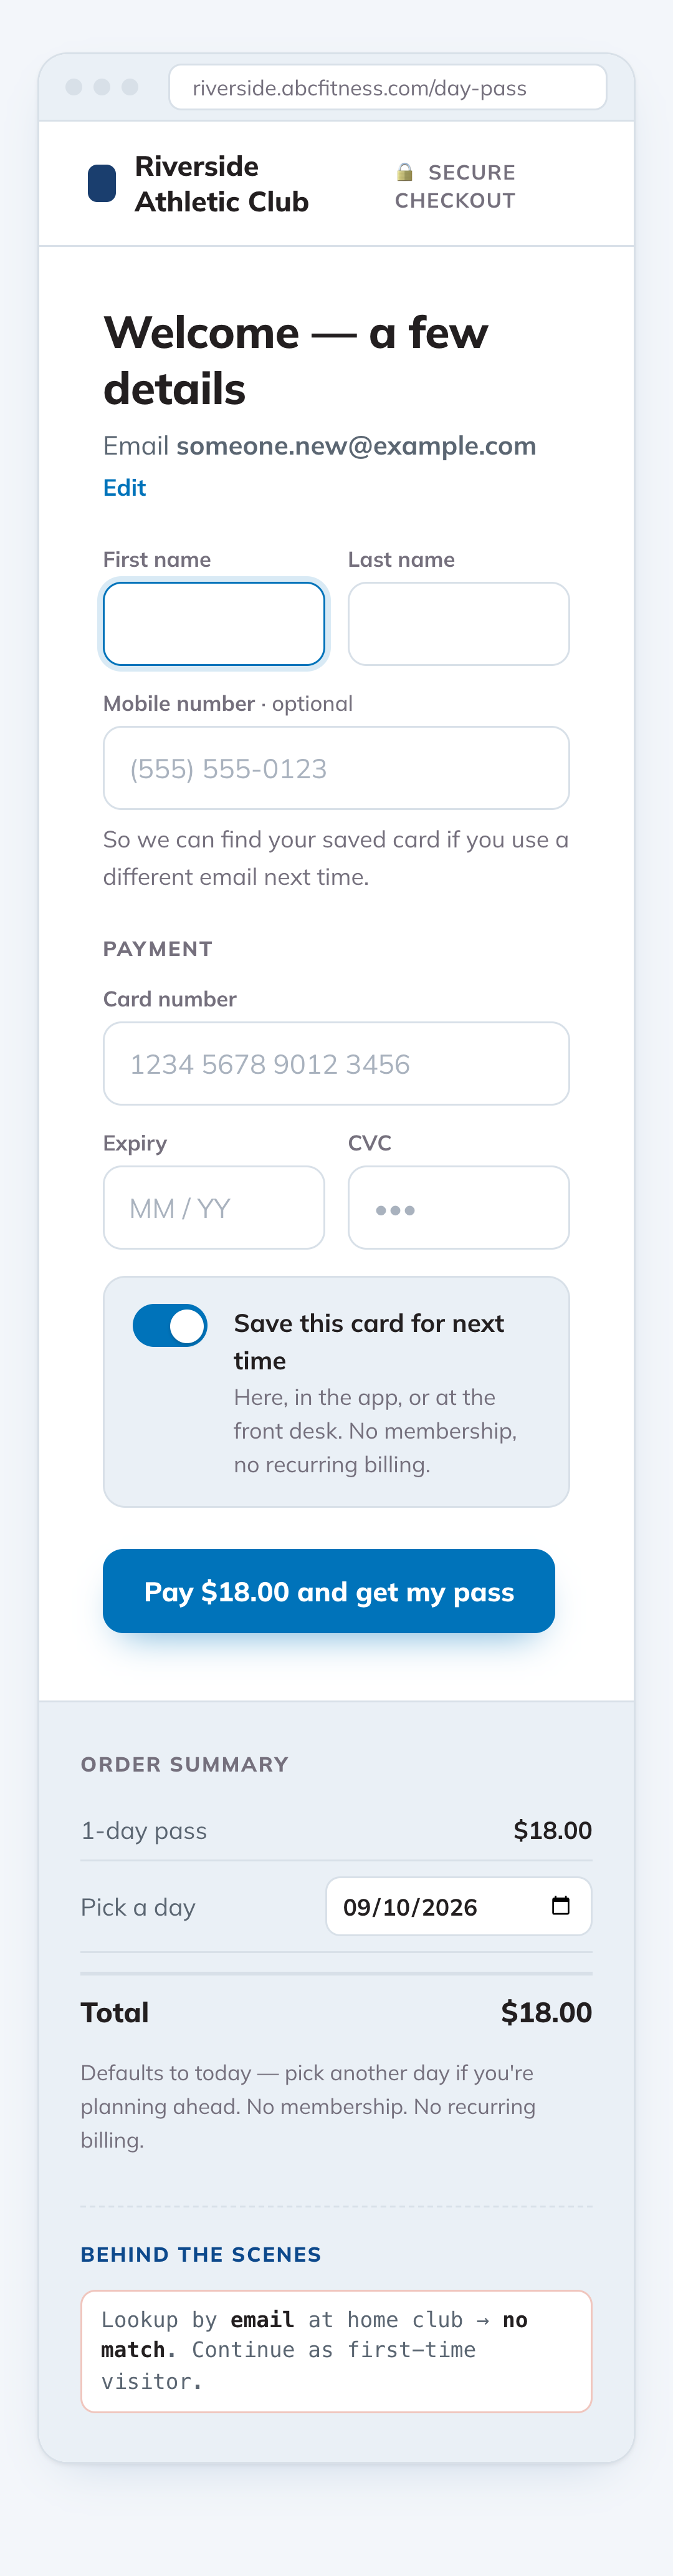 riverside.abcfitness.com/day-pass
Riverside
Athletic Club
🔒 SECURE
CHECKOUT
Welcome — a few
details
Email someone.new@example.com
Edit
First name
Last name
Mobile number · optional
(555) 555-0123
So we can find your saved card if you use a
different email next time.
PAYMENT
Card number
1234 5678 9012 3456
Expiry
CVC
MM / YY
•••
Save this card for next
time
Here, in the app, or at the
front desk. No membership,
no recurring billing.
Pay $18.00 and get my pass
ORDER SUMMARY
1-day pass $18.00
Pick a day 09/10/2026
Total $18.00
Defaults to today — pick another day if you're
planning ahead. No membership. No recurring
billing.
BEHIND THE SCENES
Lookup by email at home club → no
match. Continue as first-time
visitor.